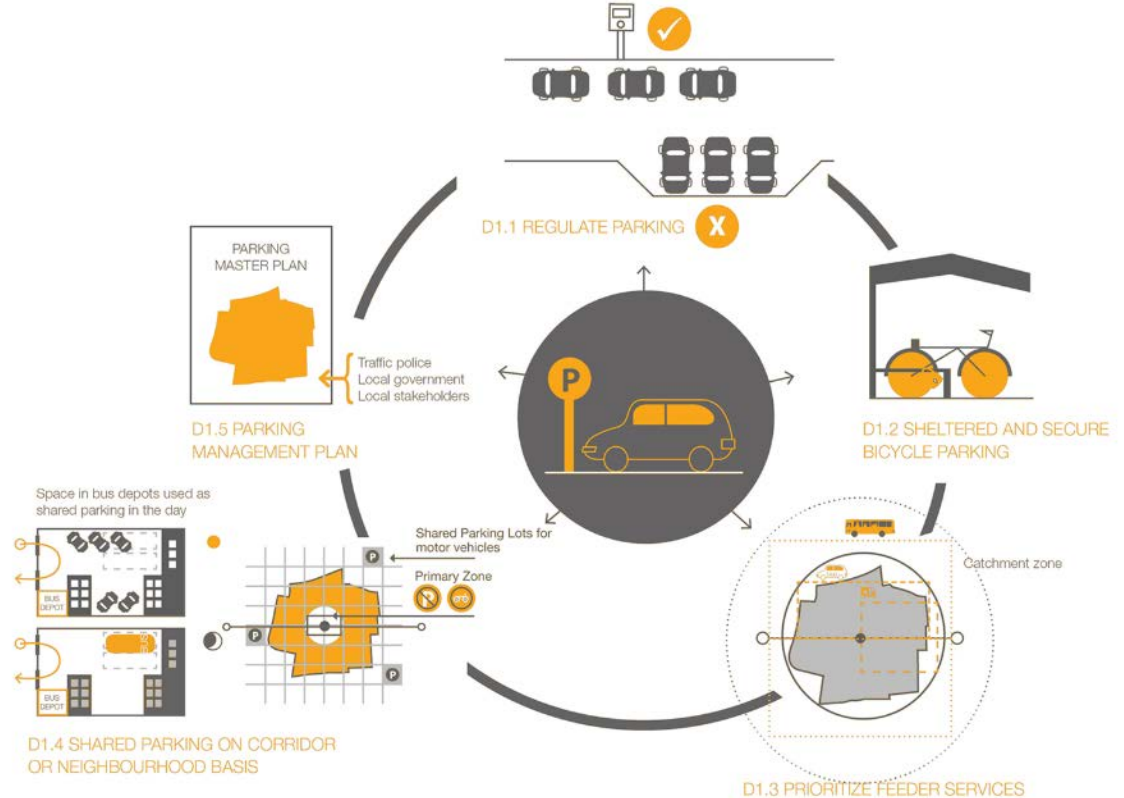 D1.1 REGULATE PARKING
X
PARKING
MASTER PLAN
Traffic police
Local government
Local stakeholders
D1.5 PARKING
MANAGEMENT PLAN
P
D1.2 SHELTERED AND SECURE
BICYCLE PARKING
Space in bus depots used as
shared parking in the day
BUS
DEPOT
BUS
BUS
DEPOT
Shared Parking Lots for
motor vehicles
Primary Zone
P
P
P
P
D1.4 SHARED PARKING ON CORRIDOR
OR NEIGHBOURHOOD BASIS
Catchment zone
D1.3 PRIORITIZE FEEDER SERVICES